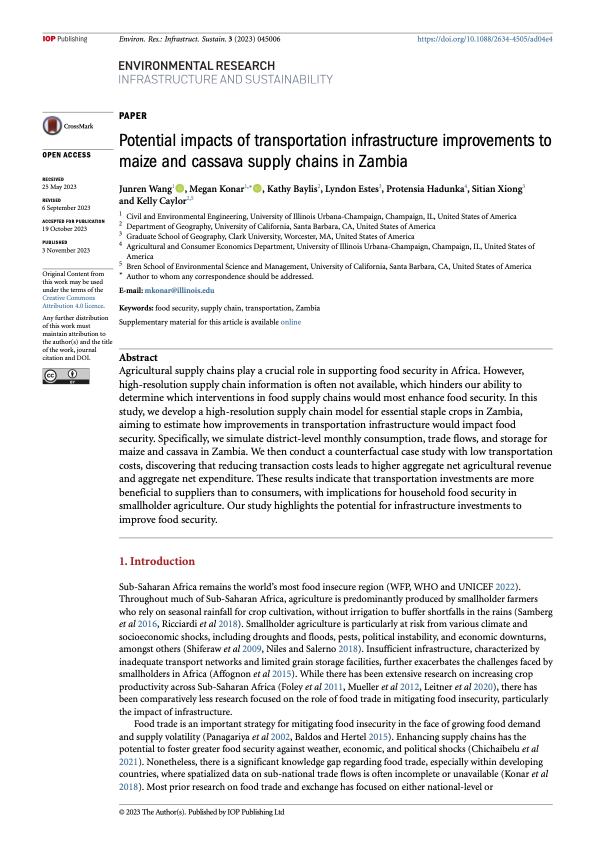 IOP Publishing
Environ. Res.: Infrastruct. Sustain. 3 (2023) 045006
https://doi.org/10.1088/2634-4505/ad04e4
ENVIRONMENTAL RESEARCH
INFRASTRUCTURE AND SUSTAINABILITY
CrossMark
OPEN ACCESS
RECEIVED
25 May 2023
REVISED
6 September 2023
ACCEPTED FOR PUBLICATION
19 October 2023
PUBLISHED
3 November 2023
Original Content from
this work may be used
under the terms of the
Creative Commons
Attribution 4.0 licence.
Any further distribution
of this work must
maintain attribution to
the author(s) and the title
of the work, journal
citation and DOI.
cc BY
PAPER
Potential impacts of transportation infrastructure improvements to
maize and cassava supply chains in Zambia
Junren Wang1, Megan Konar1,*, Kathy Baylis2, Lyndon Estes3, Protensia Hadunka4, Sitian Xiong3
and Kelly Caylor2,5
1 Civil and Environmental Engineering, University of Illinois Urbana-Champaign, Champaign, IL, United States of America
2 Department of Geography, University of California, Santa Barbara, CA, United States of America
3 Graduate School of Geography, Clark University, Worcester, MA, United States of America
4 Agricultural and Consumer Economics Department, University of Illinois Urbana-Champaign, Champaign, IL, United States of
America
5 Bren School of Environmental Science and Management, University of California, Santa Barbara, CA, United States of America
* Author to whom any correspondence should be addressed.
E-mail: mkonar@illinois.edu
Keywords: food security, supply chain, transportation, Zambia
Supplementary material for this article is available online
Abstract
Agricultural supply chains play a crucial role in supporting food security in Africa. However,
high-resolution supply chain information is often not available, which hinders our ability to
determine which interventions in food supply chains would most enhance food security. In this
study, we develop a high-resolution supply chain model for essential staple crops in Zambia,
aiming to estimate how improvements in transportation infrastructure would impact food
security. Specifically, we simulate district-level monthly consumption, trade flows, and storage for
maize and cassava in Zambia. We then conduct a counterfactual case study with low transportation
costs, discovering that reducing transaction costs leads to higher aggregate net agricultural revenue
and aggregate net expenditure. These results indicate that transportation investments are more
beneficial to suppliers than to consumers, with implications for household food security in
smallholder agriculture. Our study highlights the potential for infrastructure investments to
improve food security.
1. Introduction
Sub-Saharan Africa remains the world's most food insecure region (WFP, WHO and UNICEF 2022).
Throughout much of Sub-Saharan Africa, agriculture is predominantly produced by smallholder farmers
who rely on seasonal rainfall for crop cultivation, without irrigation to buffer shortfalls in the rains (Samberg
et al 2016, Ricciardi et al 2018). Smallholder agriculture is particularly at risk from various climate and
socioeconomic shocks, including droughts and floods, pests, political instability, and economic downturns,
amongst others (Shiferaw et al 2009, Niles and Salerno 2018). Insufficient infrastructure, characterized by
inadequate transport networks and limited grain storage facilities, further exacerbates the challenges faced by
smallholders in Africa (Affognon et al 2015). While there has been extensive research on increasing crop
productivity across Sub-Saharan Africa (Foley et al 2011, Mueller et al 2012, Leitner et al 2020), there has
been comparatively less research focused on the role of food trade in mitigating food insecurity, particularly
the impact of infrastructure.
Food trade is an important strategy for mitigating food insecurity in the face of growing food demand
and supply volatility (Panagariya et al 2002, Baldos and Hertel 2015). Enhancing supply chains has the
potential to foster greater food security against weather, economic, and political shocks (Chichaibelu et al
2021). Nonetheless, there is a significant knowledge gap regarding food trade, especially within developing
countries, where spatialized data on sub-national trade flows is often incomplete or unavailable (Konar et al
2018). Most prior research on food trade and exchange has focused on either national-level or
© 2023 The Author(s). Published by IOP Publishing Ltd